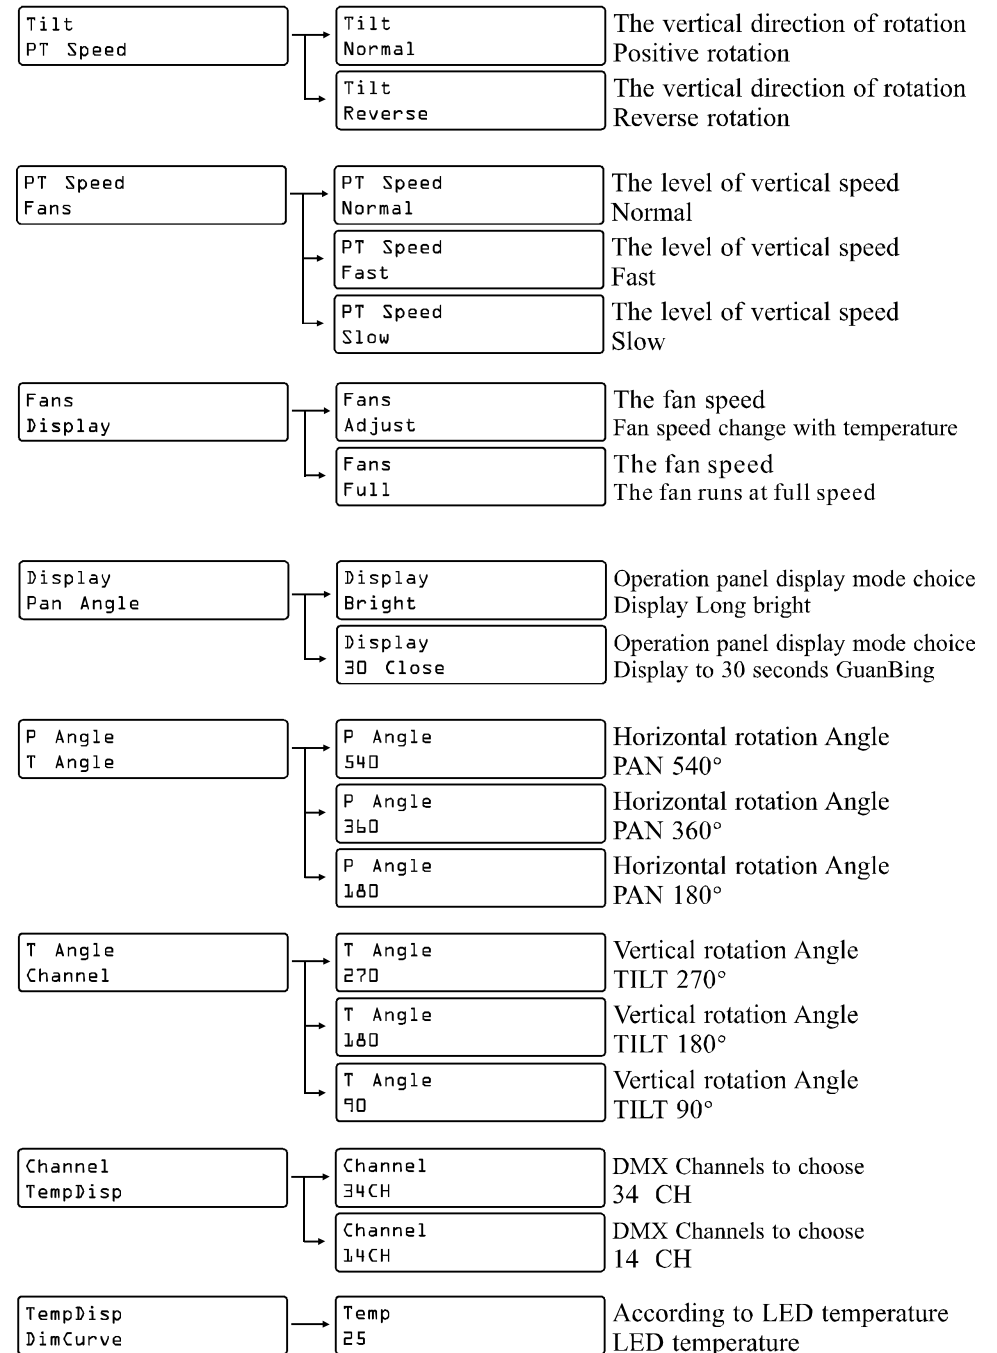 Tilt
PT Speed
Tilt
Normal
The vertical direction of rotation
Positive rotation
Tilt
Reverse
The vertical direction of rotation
Reverse rotation
PT Speed
Fans
PT Speed
Normal
The level of vertical speed
Normal
PT Speed
Fast
The level of vertical speed
Fast
PT Speed
Slow
The level of vertical speed
Slow
Fans
Display
Fans
Adjust
The fan speed
Fan speed change with temperature
Fans
Full
The fan speed
The fan runs at full speed
Display
Pan Angle
Display
Bright
Operation panel display mode choice
Display Long bright
Display
30 Close
Operation panel display mode choice
Display to 30 seconds GuanBing
P Angle
T Angle
P Angle
540
Horizontal rotation Angle
PAN 540°
P Angle
360
Horizontal rotation Angle
PAN 360°
P Angle
180
Horizontal rotation Angle
PAN 180°
T Angle
Channel
T Angle
270
Vertical rotation Angle
TILT 270°
T Angle
180
Vertical rotation Angle
TILT 180°
T Angle
90
Vertical rotation Angle
TILT 90°
Channel
TempDisp
Channel
34CH
DMX Channels to choose
34 CH
Channel
14CH
DMX Channels to choose
14 CH
TempDisp
DimCurve
Temp
25
According to LED temperature
LED temperature